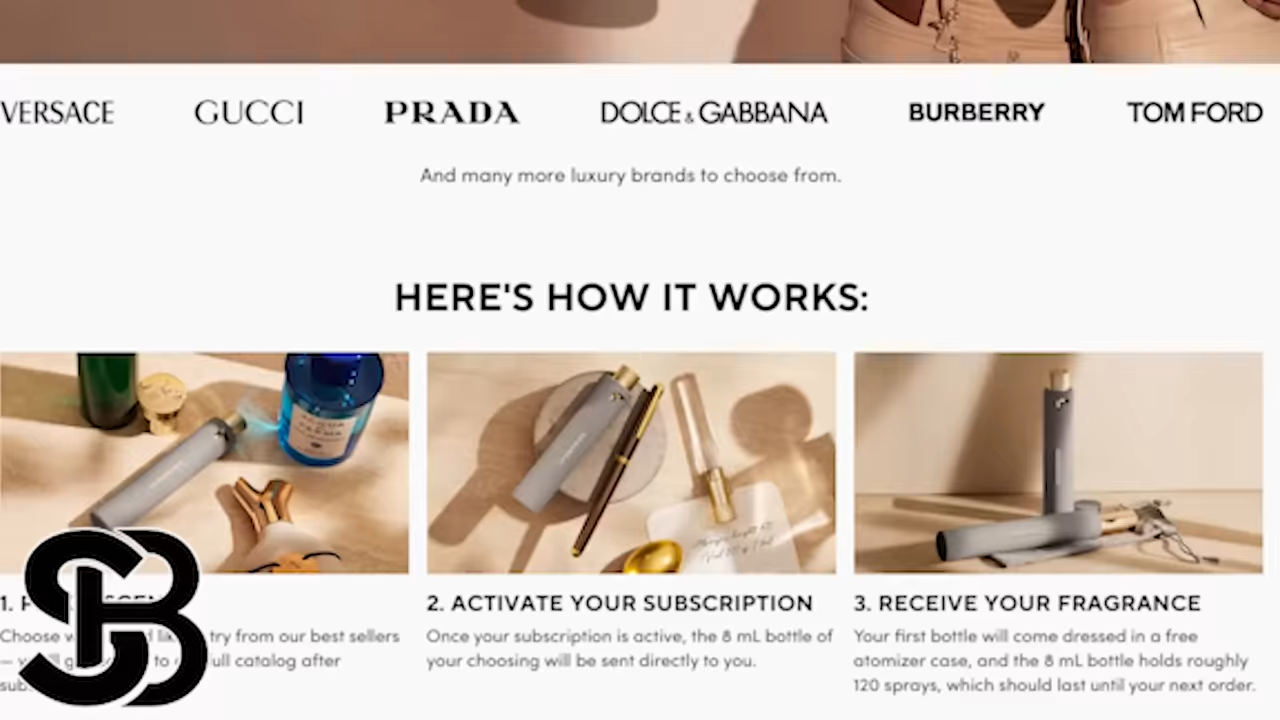 VERSACE GUCCI PRADA DOLCE & GABBANA BURBERRY TOM FORD
And many more luxury brands to choose from.
HERE'S HOW IT WORKS:
1.
Choose try from our best sellers
— to full catalog after
2. ACTIVATE YOUR SUBSCRIPTION
Once your subscription is active, the 8 mL bottle of
your choosing will be sent directly to you.
3. RECEIVE YOUR FRAGRANCE
Your first bottle will come dressed in a free
atomizer case, and the 8 mL bottle holds roughly
120 sprays, which should last until your next order.
SB